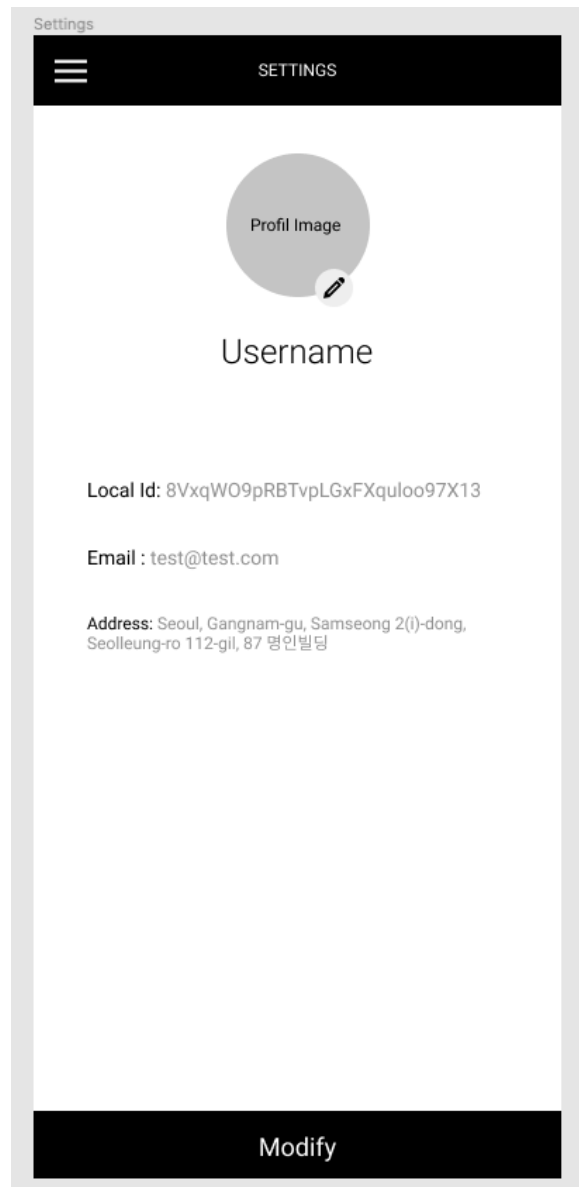 Settings
SETTINGS
Profil Image
Username
Local Id: 8VxqWO9pRBTvpLGxFXquloo97X13
Email : test@test.com
Address: Seoul, Gangnam-gu, Samseong 2(i)-dong,
Seolleung-ro 112-gil, 87 명인빌딩
Modify